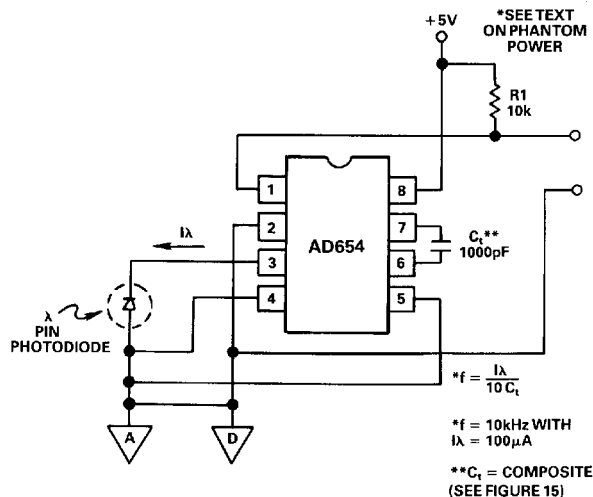 *SEE TEXT
ON PHANTOM
POWER
+5V
R1
10k
1
8
2
7
AD654
Cₜ**
1000pF
Iλ
3
6
4
5
λ
PIN
PHOTODIODE
*f = Iλ
10 Cₜ
A
D
*f = 10kHz WITH
Iλ = 100μA
**Cₜ = COMPOSITE
(SEE FIGURE 15)